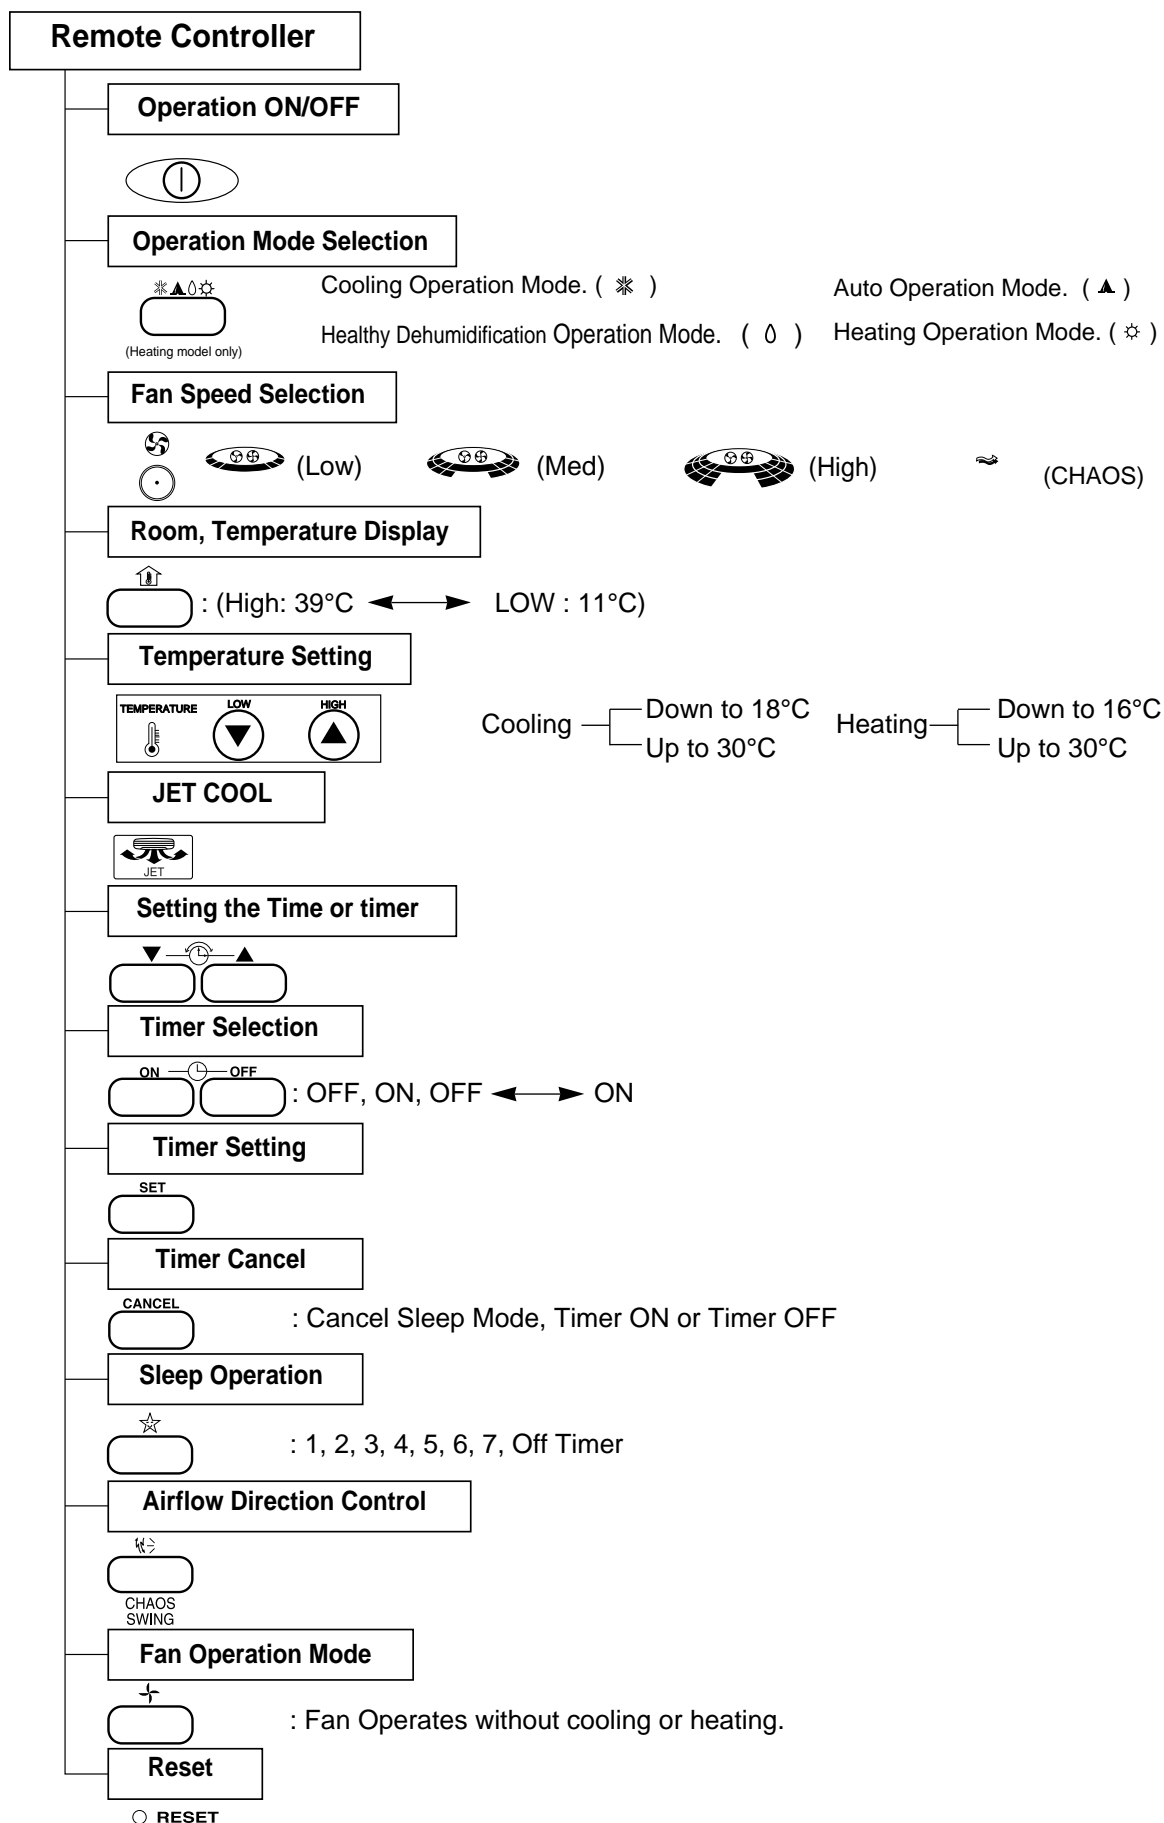 Remote Controller
Operation ON/OFF
Operation Mode Selection
Cooling Operation Mode. ( ) Auto Operation Mode. ( )
(Heating model only)
Healthy Dehumidification Operation Mode. ( ) Heating Operation Mode. ( )
Fan Speed Selection
(Low) (Med) (High) (CHAOS)
Room, Temperature Display
: (High: 39°C LOW : 11°C)
Temperature Setting
TEMPERATURE LOW HIGH
Cooling Down to 18°C Heating Down to 16°C
Up to 30°C Up to 30°C
JET COOL
JET
Setting the Time or timer
Timer Selection
ON OFF
: OFF, ON, OFF ON
Timer Setting
SET
Timer Cancel
CANCEL
: Cancel Sleep Mode, Timer ON or Timer OFF
Sleep Operation
: 1, 2, 3, 4, 5, 6, 7, Off Timer
Airflow Direction Control
CHAOS
SWING
Fan Operation Mode
: Fan Operates without cooling or heating.
Reset
RESET